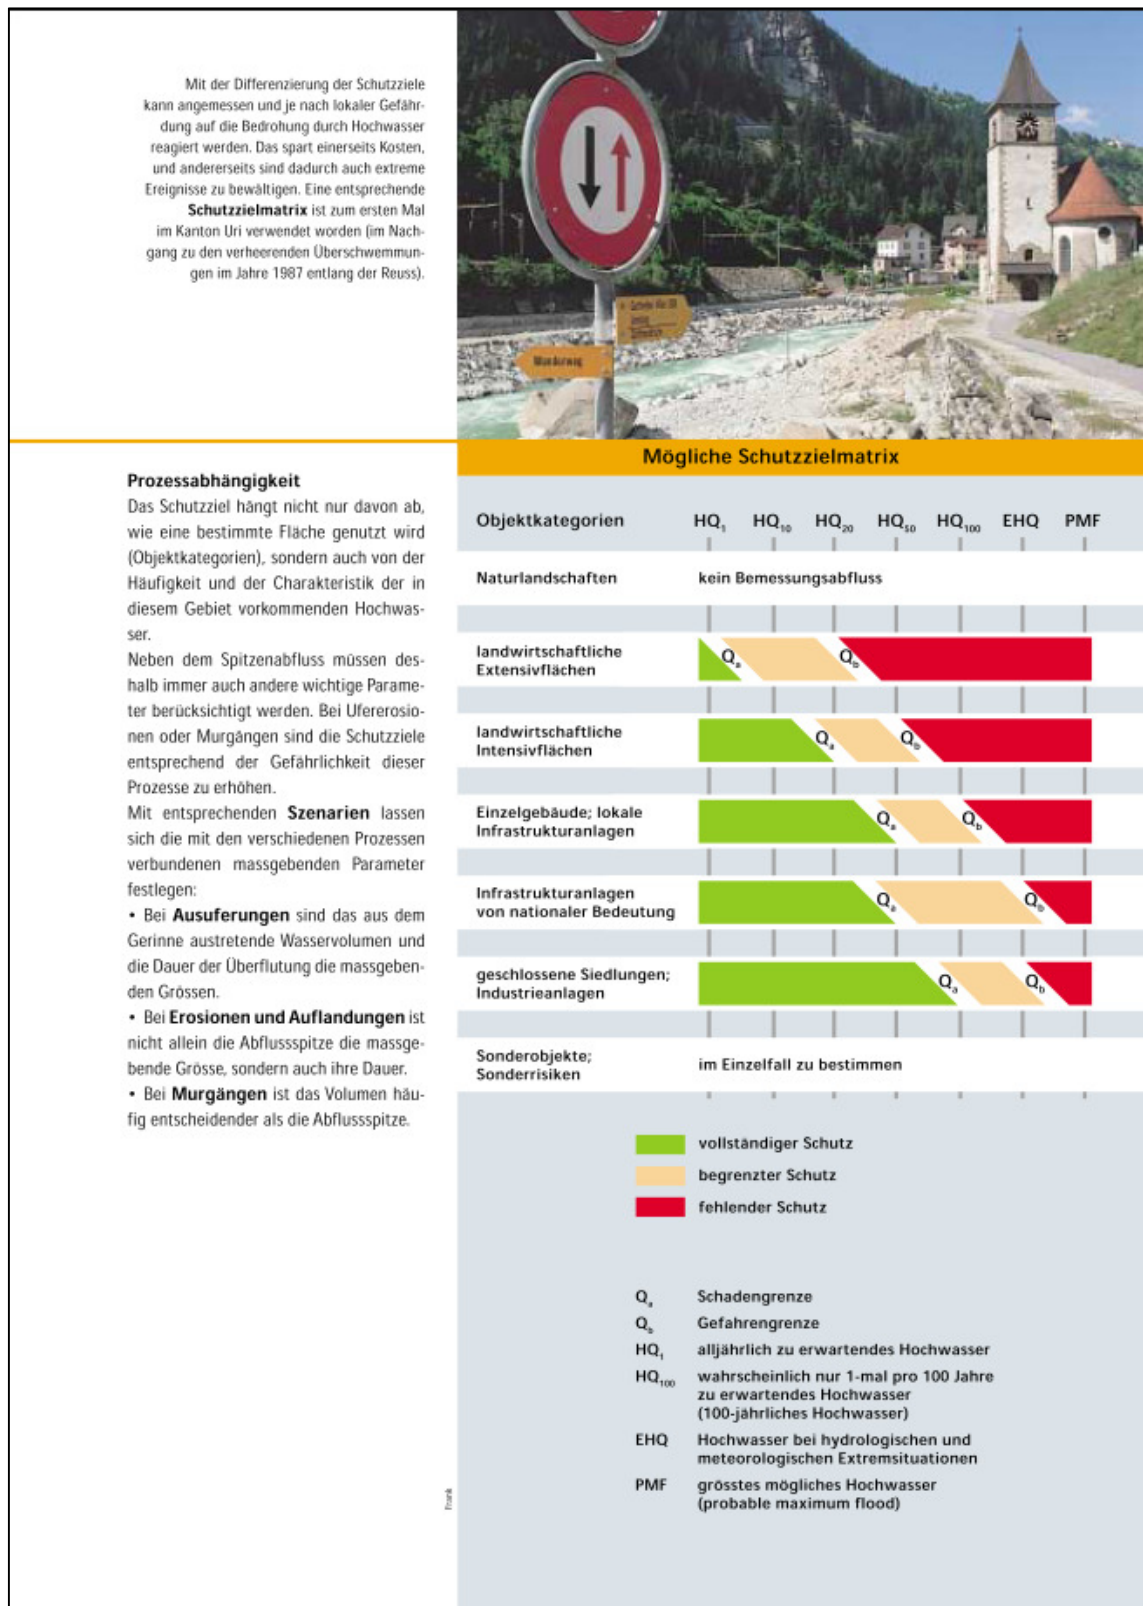 Mit der Differenzierung der Schutzziele
kann angemessen und je nach lokaler Gefähr-
dung auf die Bedrohung durch Hochwasser
reagiert werden. Das spart einerseits Kosten,
und andererseits sind dadurch auch extreme
Ereignisse zu bewältigen. Eine entsprechende
Schutzzielmatrix ist zum ersten Mal
im Kanton Uri verwendet worden (im Nach-
gang zu den verheerenden Überschwemmun-
gen im Jahre 1987 entlang der Reuss).
Wanderweg
Prozessabhängigkeit
Das Schutzziel hängt nicht nur davon ab,
wie eine bestimmte Fläche genutzt wird
(Objektkategorien), sondern auch von der
Häufigkeit und der Charakteristik der in
diesem Gebiet vorkommenden Hochwas-
ser.
Neben dem Spitzenabfluss müssen des-
halb immer auch andere wichtige Parame-
ter berücksichtigt werden. Bei Ufererosio-
nen oder Murgängen sind die Schutzziele
entsprechend der Gefährlichkeit dieser
Prozesse zu erhöhen.
Mit entsprechenden Szenarien lassen
sich die mit den verschiedenen Prozessen
verbundenen massgebenden Parameter
festlegen:
• Bei Ausuferungen sind das aus dem
Gerinne austretende Wasservolumen und
die Dauer der Überflutung die massgeben-
den Grössen.
• Bei Erosionen und Auflandungen ist
nicht allein die Abflussspitze die massge-
bende Grösse, sondern auch ihre Dauer.
• Bei Murgängen ist das Volumen häu-
fig entscheidender als die Abflussspitze.
Frank
Mögliche Schutzzielmatrix
Objektkategorien HQ1 HQ10 HQ20 HQ50 HQ100 EHQ PMF
Naturlandschaften kein Bemessungsabfluss
landwirtschaftliche
Extensivflächen
Qa Qb
landwirtschaftliche
Intensivflächen
Qa Qb
Einzelgebäude; lokale
Infrastrukturanlagen
Qa Qb
Infrastrukturanlagen
von nationaler Bedeutung
Qa Qb
geschlossene Siedlungen;
Industrieanlagen
Qa Qb
Sonderobjekte;
Sonderrisiken
im Einzelfall zu bestimmen
vollständiger Schutz
begrenzter Schutz
fehlender Schutz
Qa Schadengrenze
Qb Gefahrengrenze
HQ1 alljährlich zu erwartendes Hochwasser
HQ100 wahrscheinlich nur 1-mal pro 100 Jahre
zu erwartendes Hochwasser
(100-jährliches Hochwasser)
EHQ Hochwasser bei hydrologischen und
meteorologischen Extremsituationen
PMF grösstes mögliches Hochwasser
(probable maximum flood)